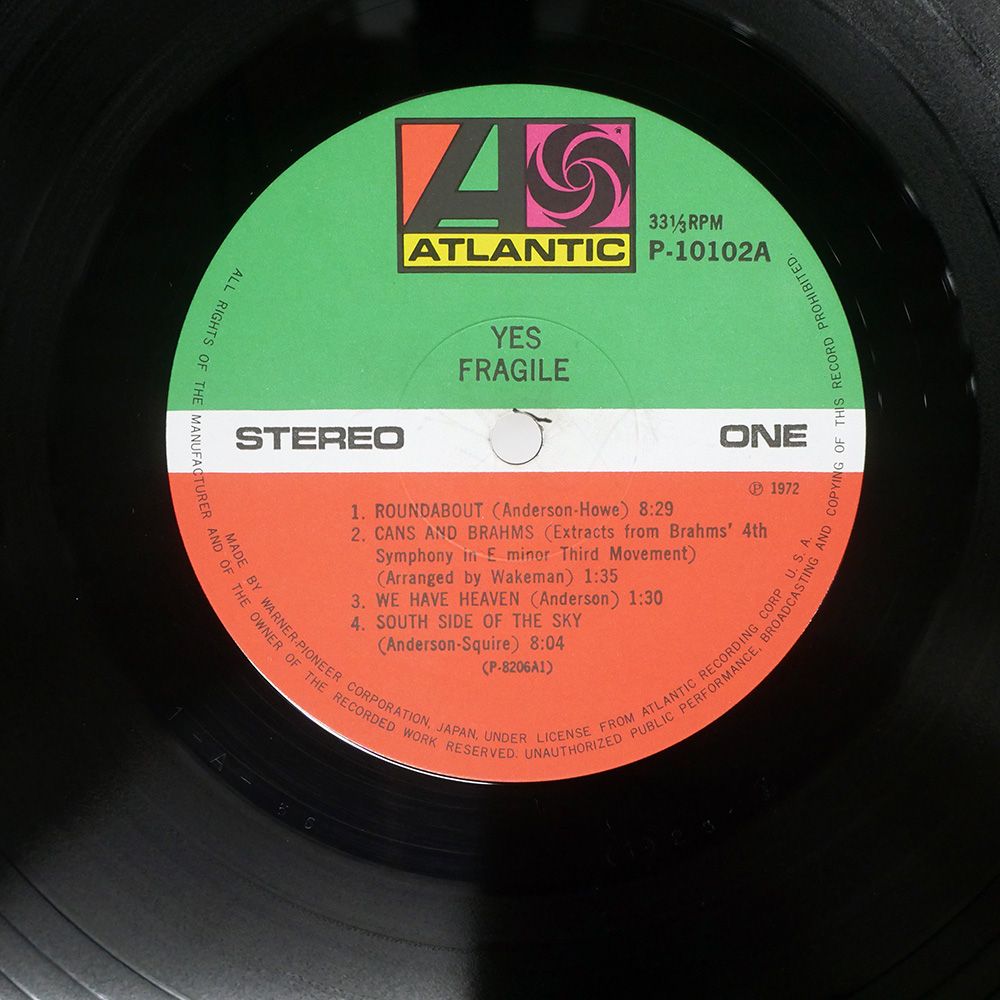 ATLANTIC
33⅓ RPM
P-10102A
YES
FRAGILE
STEREO
ONE
Ⓟ 1972
1. ROUNDABOUT (Anderson-Howe) 8:29
2. CANS AND BRAHMS (Extracts from Brahms' 4th
Symphony in E minor Third Movement)
(Arranged by Wakeman) 1:35
3. WE HAVE HEAVEN (Anderson) 1:30
4. SOUTH SIDE OF THE SKY
(Anderson-Squire) 8:04
(P-8206A1)
MADE BY WARNER-PIONEER CORPORATION, JAPAN, UNDER LICENSE FROM ATLANTIC RECORDING CORP. U. S. A.
ALL RIGHTS OF THE MANUFACTURER AND OF THE OWNER OF THE RECORDED WORK RESERVED. UNAUTHORIZED PUBLIC PERFORMANCE, BROADCASTING AND COPYING OF THIS RECORD PROHIBITED.